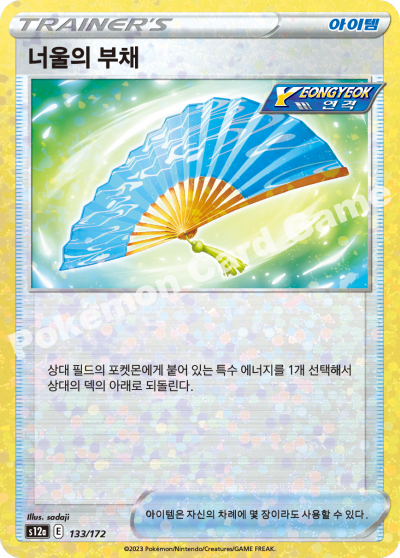 TRAINER'S
아이템
너울의 부채
YEONGYEOK
연격
Pokémon Card Game
상대 필드의 포켓몬에게 붙어 있는 특수 에너지를 1개 선택해서
상대의 덱의 아래로 되돌린다.
Illus. sadaji
아이템은 자신의 차례에 몇 장이라도 사용할 수 있다.
s12a E 133/172
©2023 Pokémon/Nintendo/Creatures/GAME FREAK.